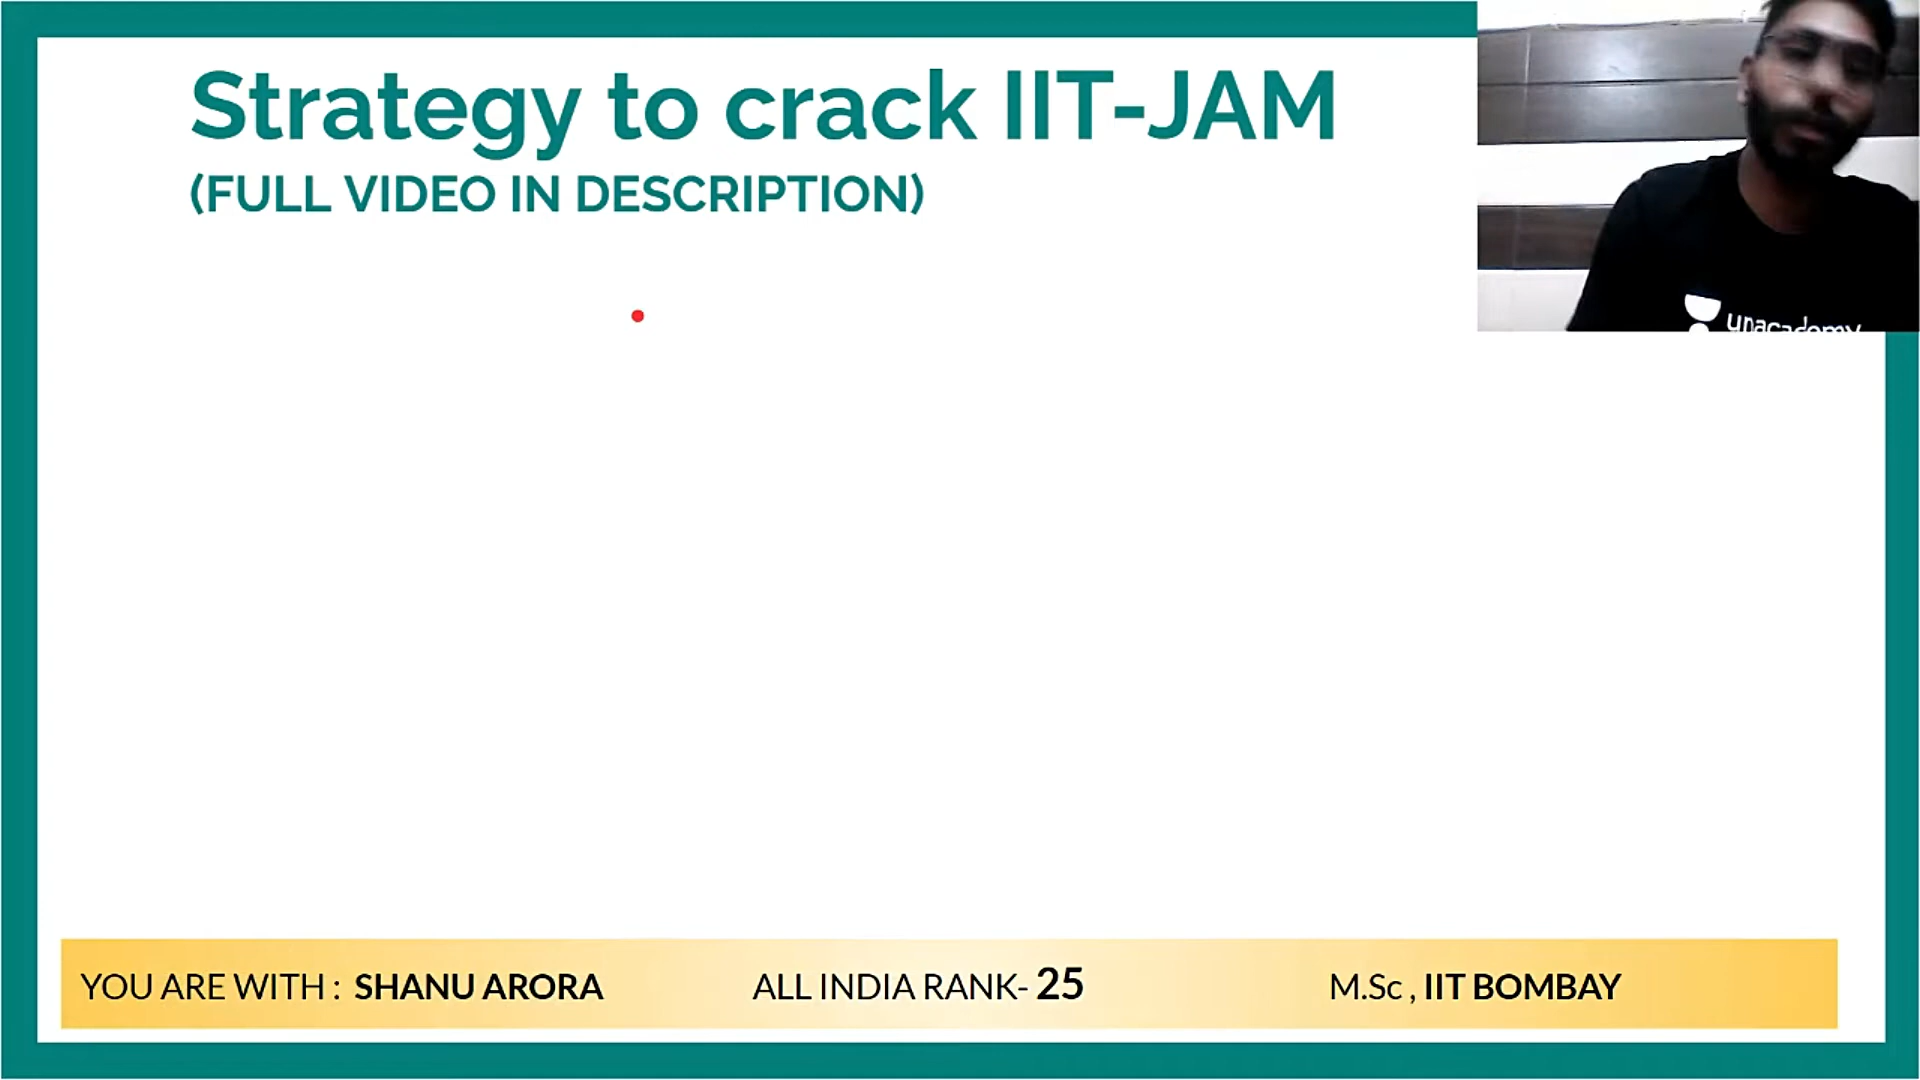 Strategy to crack IIT-JAM
(FULL VIDEO IN DESCRIPTION)
unacademy
YOU ARE WITH : SHANU ARORA ALL INDIA RANK- 25 M.Sc , IIT BOMBAY